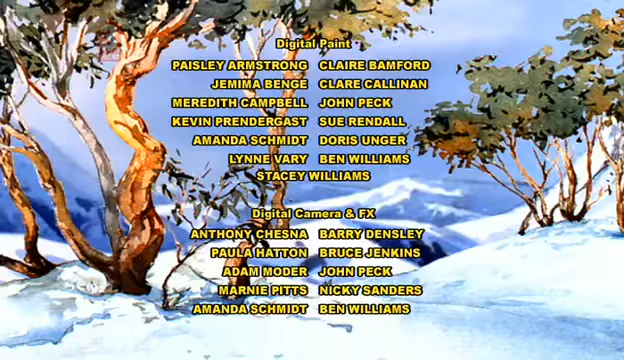 Digital Paint
PAISLEY ARMSTRONG CLAIRE BAMFORD
JEMIMA BENGE CLARE CALLINAN
MEREDITH CAMPBELL JOHN PECK
KEVIN PRENDERGAST SUE RENDALL
AMANDA SCHMIDT DORIS UNGER
LYNNE VARY BEN WILLIAMS
STACEY WILLIAMS
Digital Camera & FX
ANTHONY CHESNA BARRY DENSLEY
PAULA HATTON BRUCE JENKINS
ADAM MODER JOHN PECK
MARNIE PITTS NICKY SANDERS
AMANDA SCHMIDT BEN WILLIAMS